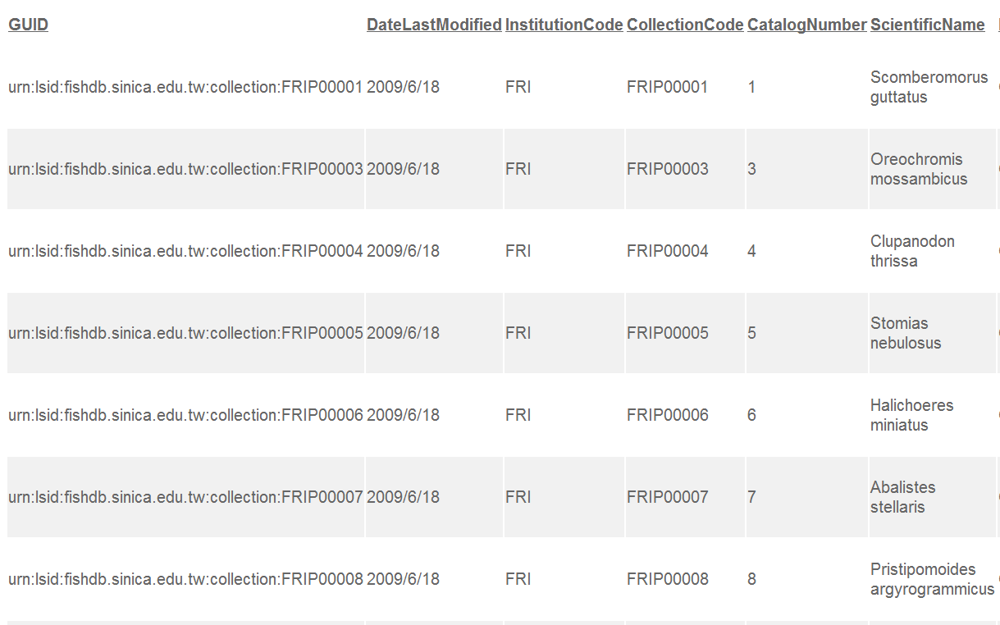 GUID DateLastModified InstitutionCode CollectionCode CatalogNumber ScientificName
urn:lsid:fishdb.sinica.edu.tw:collection:FRIP00001 2009/6/18 FRI FRIP00001 1 Scomberomorus
guttatus
urn:lsid:fishdb.sinica.edu.tw:collection:FRIP00003 2009/6/18 FRI FRIP00003 3 Oreochromis
mossambicus
urn:lsid:fishdb.sinica.edu.tw:collection:FRIP00004 2009/6/18 FRI FRIP00004 4 Clupanodon
thrissa
urn:lsid:fishdb.sinica.edu.tw:collection:FRIP00005 2009/6/18 FRI FRIP00005 5 Stomias
nebulosus
urn:lsid:fishdb.sinica.edu.tw:collection:FRIP00006 2009/6/18 FRI FRIP00006 6 Halichoeres
miniatus
urn:lsid:fishdb.sinica.edu.tw:collection:FRIP00007 2009/6/18 FRI FRIP00007 7 Abalistes
stellaris
urn:lsid:fishdb.sinica.edu.tw:collection:FRIP00008 2009/6/18 FRI FRIP00008 8 Pristipomoides
argyrogrammicus